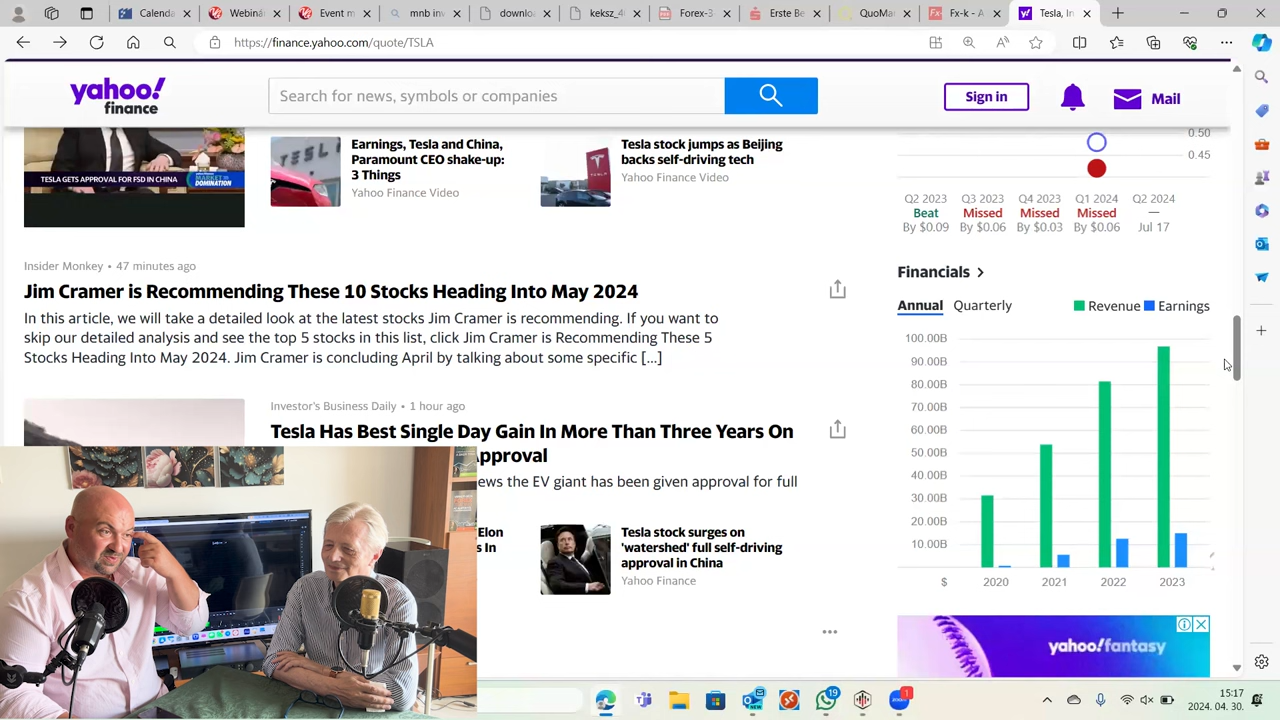 mnb inv
downlo
keksz_4
Forex-
Erste Be
QuoMa
Fx - A
Tesla, Ir
https://finance.yahoo.com/quote/TSLA
yahoo!
finance
Search for news, symbols or companies
Sign in
Mail
TESLA GETS APPROVAL FOR FSD IN CHINA
MARKET
DOMINATION
TESL
Earnings, Tesla and China,
Paramount CEO shake-up:
3 Things
Yahoo Finance Video
Tesla stock jumps as Beijing
backs self-driving tech
Yahoo Finance Video
0.50
0.45
Q2 2023 Q3 2023 Q4 2023 Q1 2024 Q2 2024
Beat Missed Missed Missed —
By $0.09 By $0.06 By $0.03 By $0.06 Jul 17
Insider Monkey • 47 minutes ago
Jim Cramer is Recommending These 10 Stocks Heading Into May 2024
In this article, we will take a detailed look at the latest stocks Jim Cramer is recommending. If you want to
skip our detailed analysis and see the top 5 stocks in this list, click Jim Cramer is Recommending These 5
Stocks Heading Into May 2024. Jim Cramer is concluding April by talking about some specific [...]
Investor's Business Daily • 1 hour ago
Tesla Has Best Single Day Gain In More Than Three Years On
Approval
ews the EV giant has been given approval for full
Elon
s In
Tesla stock surges on
'watershed' full self-driving
approval in China
Yahoo Finance
Financials >
Annual Quarterly Revenue Earnings
100.00B
90.00B
80.00B
70.00B
60.00B
50.00B
40.00B
30.00B
20.00B
10.00B
$ 2020 2021 2022 2023
yahoo!fantasy
19
1
15:17
2024. 04. 30.